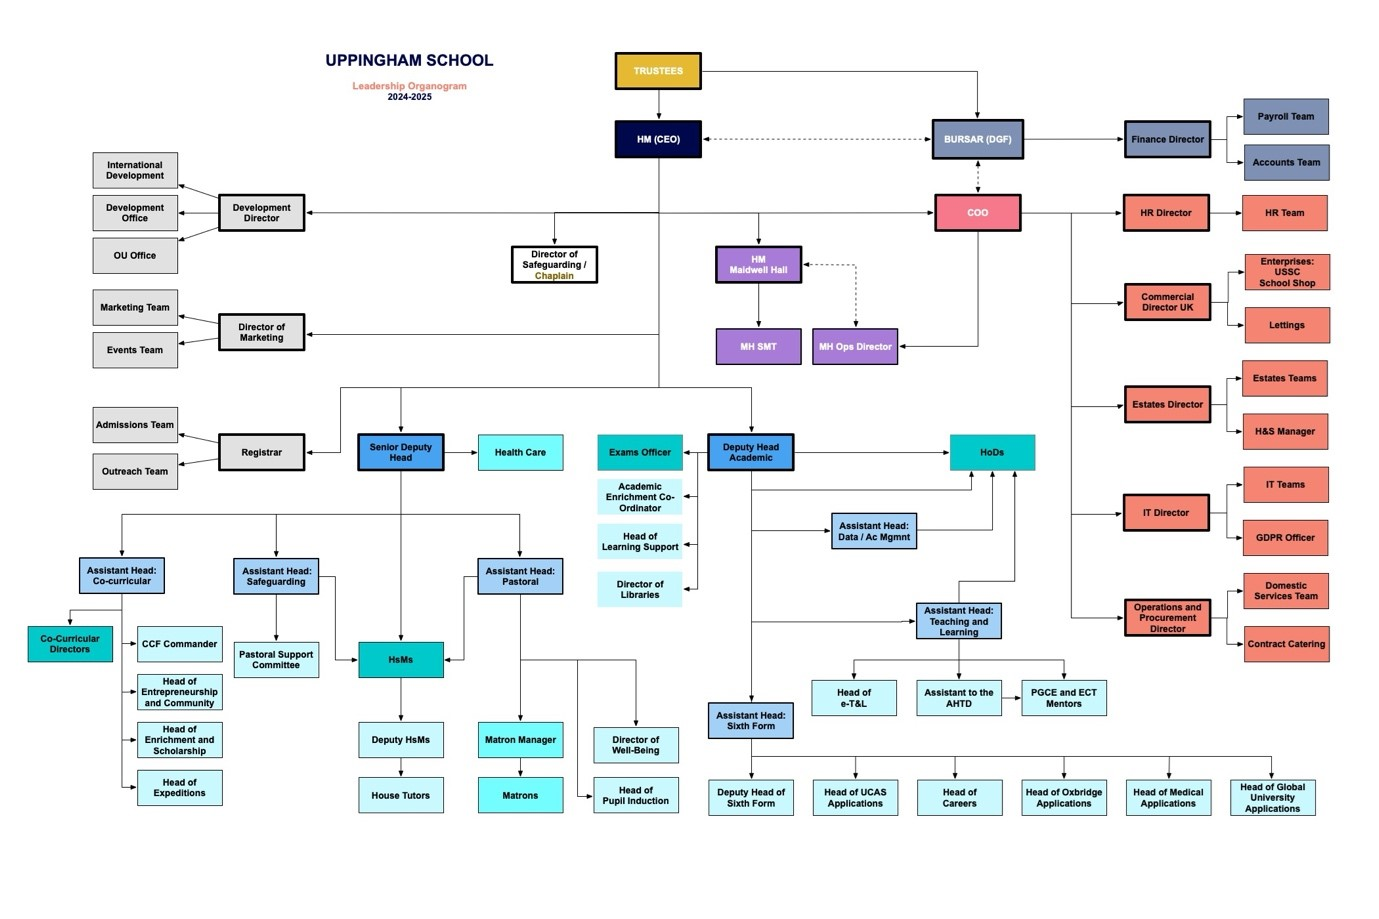 UPPINGHAM SCHOOL
Leadership Organogram
2024-2025
TRUSTEES
HM (CEO)
BURSAR (DGF)
Finance Director
Payroll Team
Accounts Team
International
Development
Development
Office
OU Office
Development
Director
COO
HR Director
HR Team
Director of
Safeguarding /
Chaplain
HM
Maidwell Hall
MH SMT
MH Ops Director
Commercial
Director UK
Enterprises:
USSC
School Shop
Lettings
Marketing Team
Events Team
Director of
Marketing
Estates Director
Estates Teams
H&S Manager
Admissions Team
Outreach Team
Registrar
Senior Deputy
Head
Health Care
Exams Officer
Deputy Head
Academic
HoDs
Academic
Enrichment Co-
Ordinator
Head of
Learning Support
Director of
Libraries
Assistant Head:
Data / Ac Mgmnt
IT Director
IT Teams
GDPR Officer
Assistant Head:
Co-curricular
Assistant Head:
Safeguarding
Assistant Head:
Pastoral
Assistant Head:
Teaching and
Learning
Operations and
Procurement
Director
Domestic
Services Team
Contract Catering
Co-Curricular
Directors
CCF Commander
Head of
Entrepreneurship
and Community
Head of
Enrichment and
Scholarship
Head of
Expeditions
Pastoral Support
Committee
HsMs
Deputy HsMs
House Tutors
Matron Manager
Matrons
Director of
Well-Being
Head of
Pupil Induction
Head of
e-T&L
Assistant to the
AHTD
PGCE and ECT
Mentors
Assistant Head:
Sixth Form
Deputy Head of
Sixth Form
Head of UCAS
Applications
Head of
Careers
Head of Oxbridge
Applications
Head of Medical
Applications
Head of Global
University
Applications